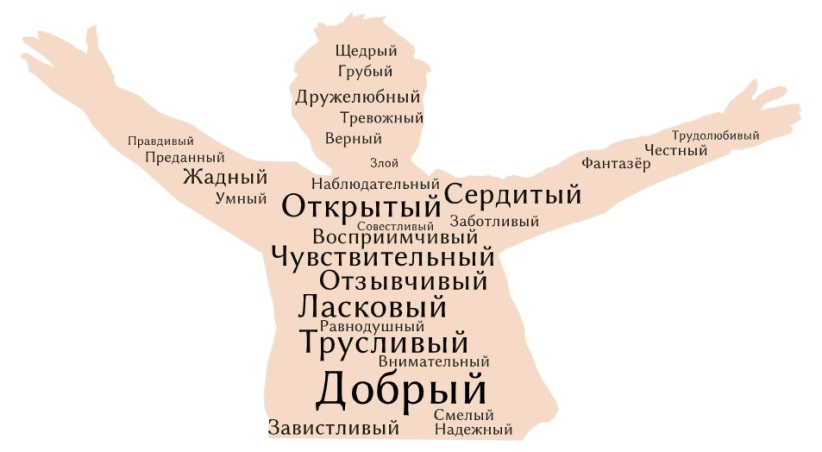 Щедрый
Грубый
Дружелюбный
Тревожный
Верный
Злой
Правдивый
Преданный
Жадный
Умный
Трудолюбивый
Честный
Фантазёр
Наблюдательный
Сердитый
Открытый
Заботливый
Совестливый
Восприимчивый
Чувствительный
Отзывчивый
Ласковый
Равнодушный
Трусливый
Внимательный
Добрый
Смелый
Завистливый
Надежный